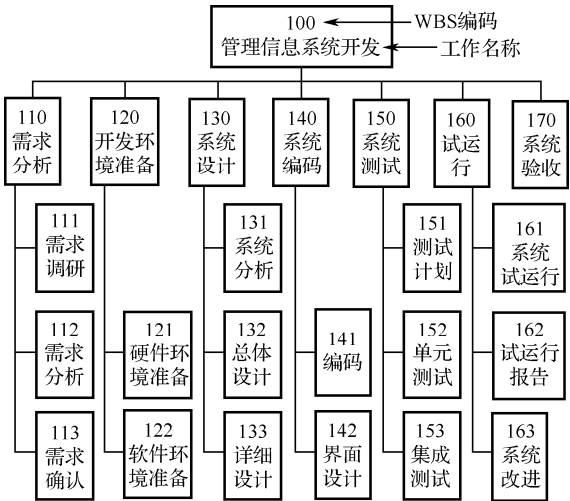 100
WBS编码
管理信息系统开发
工作名称
110
需求
分析
120
开发环
境准备
130
系统
设计
140
系统
编码
150
系统
测试
160
试运
行
170
系统
验收
111
需求
调研
131
系统
分析
151
测试
计划
161
系统
试运行
112
需求
分析
121
硬件环
境准备
132
总体
设计
141
编码
152
单元
测试
162
试运行
报告
113
需求
确认
122
软件环
境准备
133
详细
设计
142
界面
设计
153
集成
测试
163
系统
改进